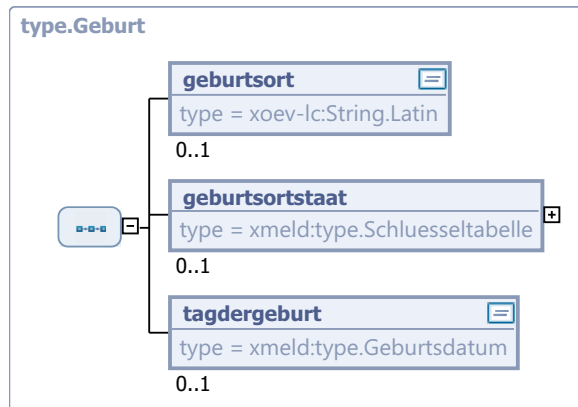 type.Geburt
geburtsort
type = xoev-lc:String.Latin
0..1
geburtsortstaat
type = xmeld:type.Schluesseltabelle
0..1
tagdergeburt
type = xmeld:type.Geburtsdatum
0..1